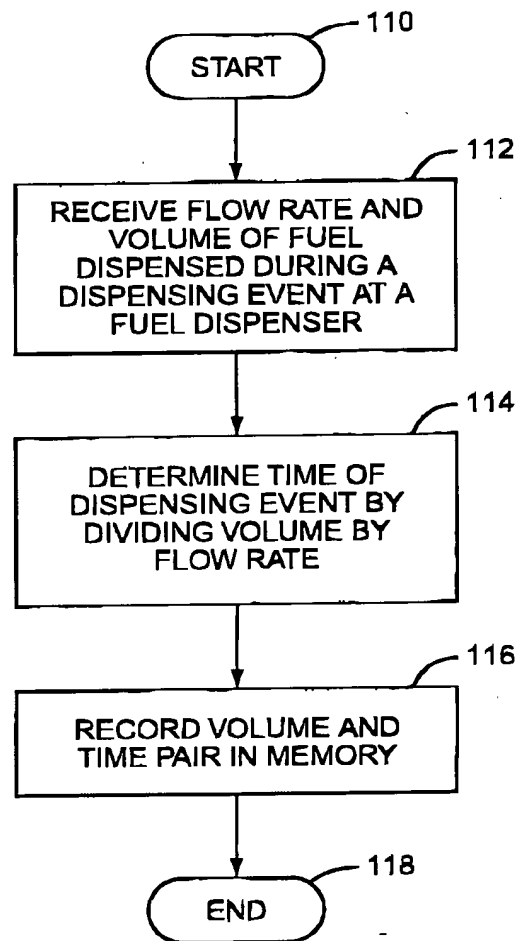 110
START
112
RECEIVE FLOW RATE AND
VOLUME OF FUEL
DISPENSED DURING A
DISPENSING EVENT AT A
FUEL DISPENSER
114
DETERMINE TIME OF
DISPENSING EVENT BY
DIVIDING VOLUME BY
FLOW RATE
116
RECORD VOLUME AND
TIME PAIR IN MEMORY
118
END